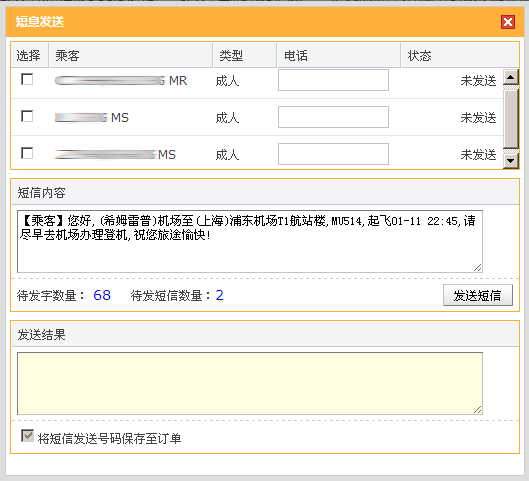 短息发送
选择 乘客 类型 电话 状态
MR 成人 未发送
MS 成人 未发送
MS 成人 未发送
短信内容
【乘客】您好,(希姆雷普)机场至(上海)浦东机场T1航站楼,MU514,起飞01-11 22:45,请
尽早去机场办理登机,祝您旅途愉快!
待发字数量: 68 待发短信数量:2 发送短信
发送结果
将短信发送号码保存至订单